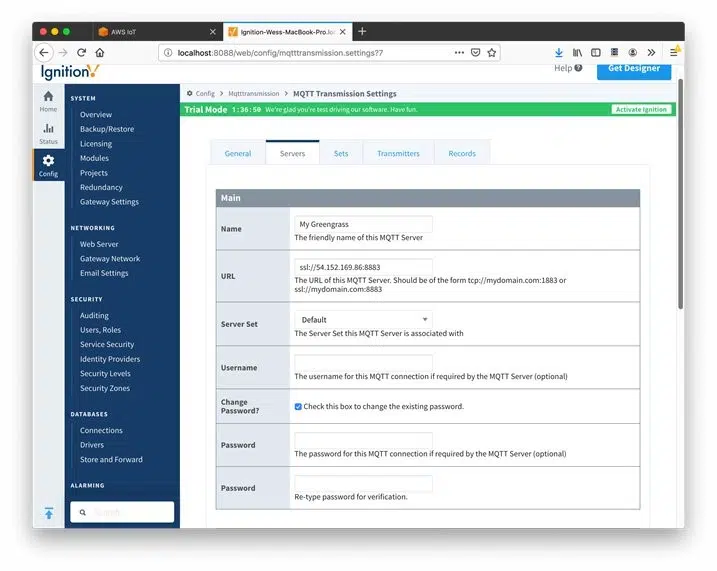 AWS IoT
Ignition-Wess-MacBook-Pro.loc
localhost:8088/web/config/mqtttransmission.settings?7
Ignition!
Help
Get Designer
Config > Mqtttransmission > MQTT Transmission Settings
Trial Mode 1:36:50 We're glad you're test driving our software. Have fun.
Activate Ignition
Home
Status
Config
SYSTEM
Overview
Backup/Restore
Licensing
Modules
Projects
Redundancy
Gateway Settings
NETWORKING
Web Server
Gateway Network
Email Settings
SECURITY
Auditing
Users, Roles
Service Security
Identity Providers
Security Levels
Security Zones
DATABASES
Connections
Drivers
Store and Forward
ALARMING
General
Servers
Sets
Transmitters
Records
Main
Name
My Greengrass
The friendly name of this MQTT Server
URL
ssl://54.152.169.86:8883
The URL of this MQTT Server. Should be of the form tcp://mydomain.com:1883 or
ssl://mydomain.com:8883
Server Set
Default
The Server Set this MQTT Server is associated with
Username
The username for this MQTT connection if required by the MQTT Server (optional)
Change
Password?
Check this box to change the existing password.
Password
The password for this MQTT connection if required by the MQTT Server (optional)
Password
Re-type password for verification.